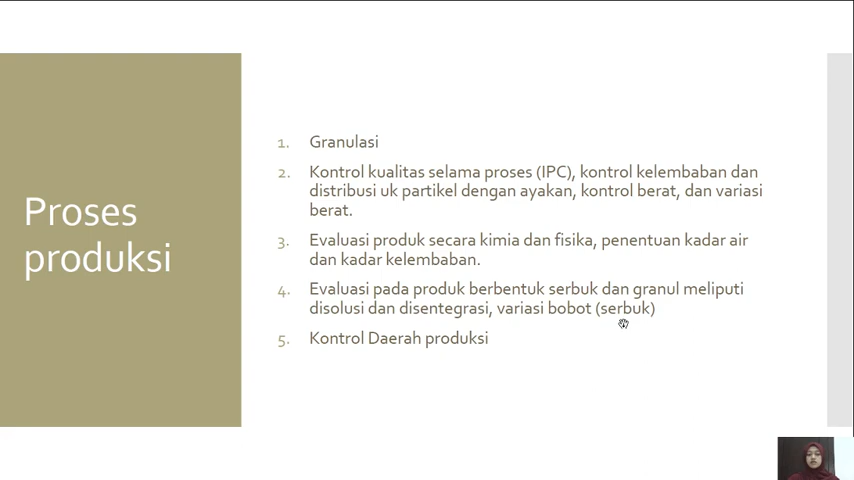 Proses
produksi
1. Granulasi
2. Kontrol kualitas selama proses (IPC), kontrol kelembaban dan
distribusi uk partikel dengan ayakan, kontrol berat, dan variasi
berat.
3. Evaluasi produk secara kimia dan fisika, penentuan kadar air
dan kadar kelembaban.
4. Evaluasi pada produk berbentuk serbuk dan granul meliputi
disolusi dan disentegrasi, variasi bobot (serbuk)
5. Kontrol Daerah produksi